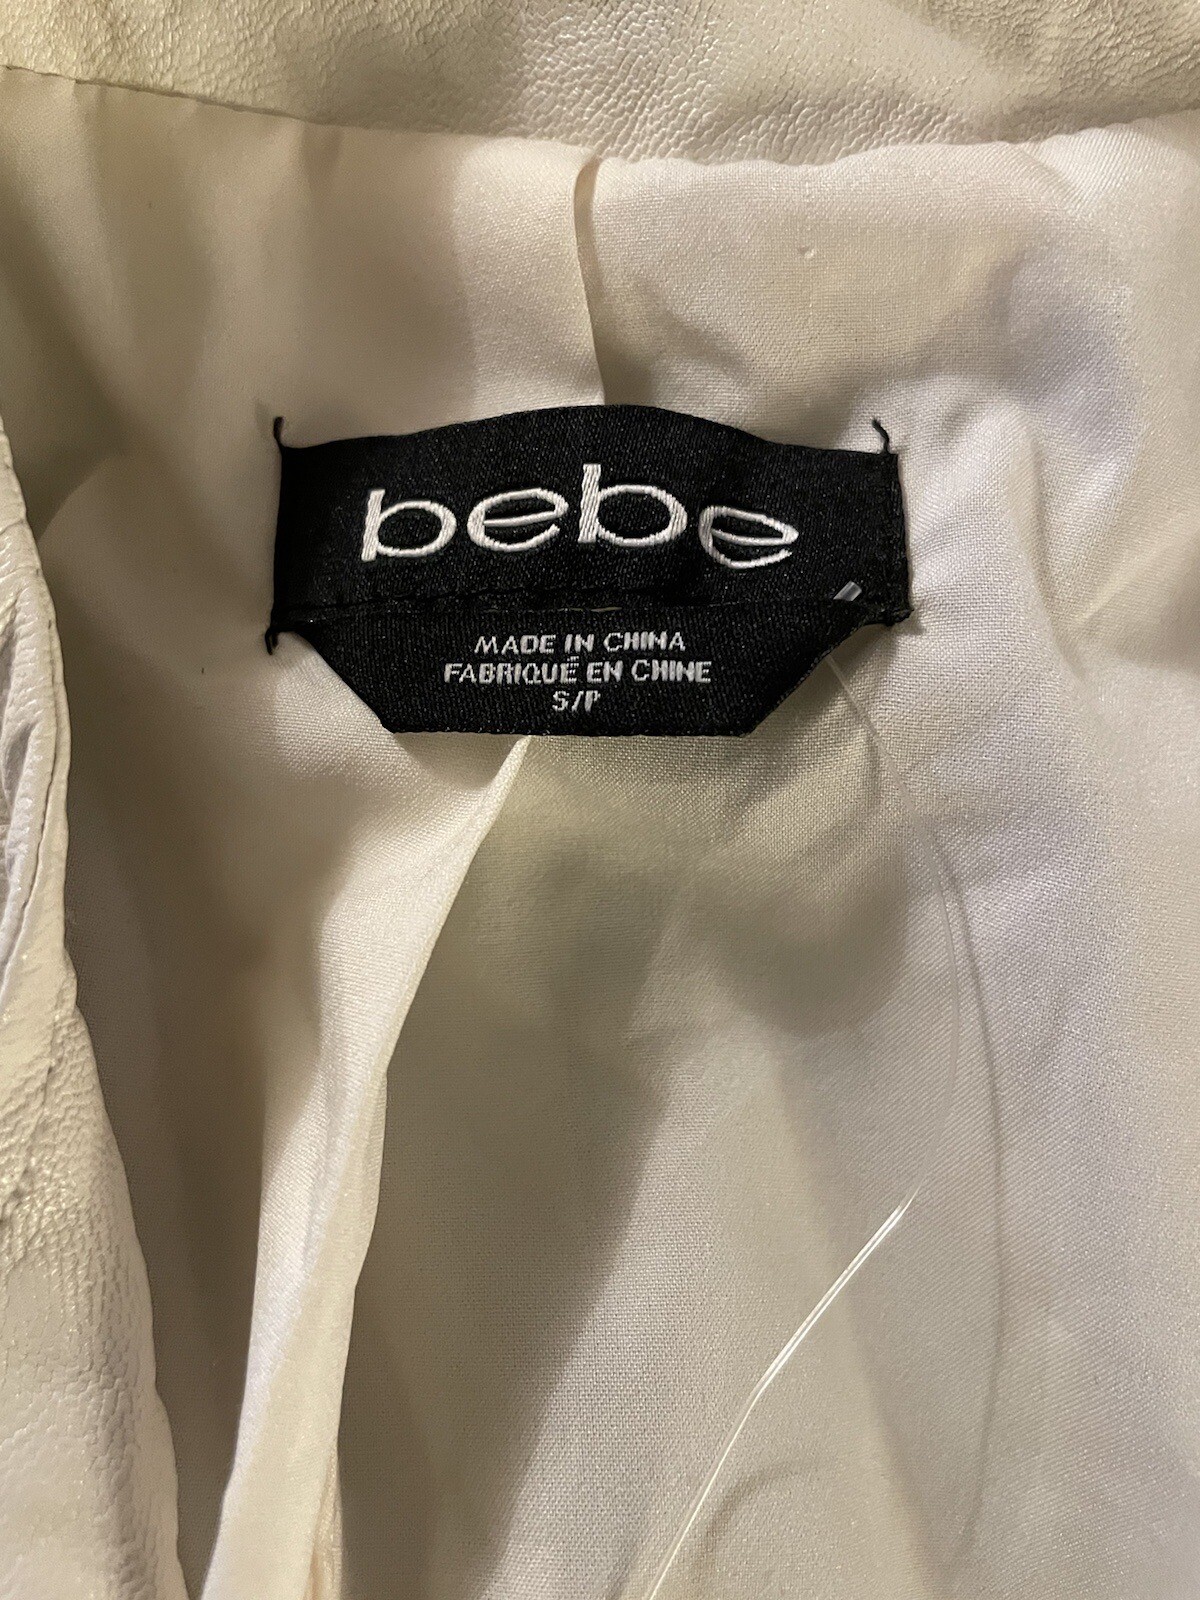 bebe
MADE IN CHINA
FABRIQUÉ EN CHINE
S/P